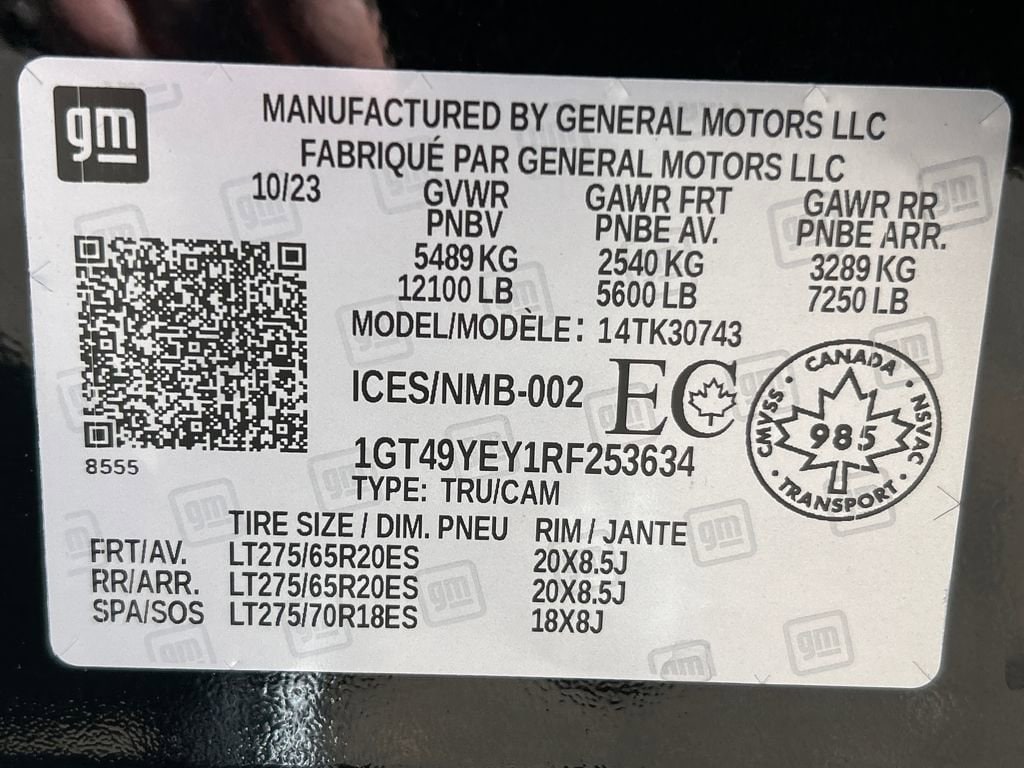 gm
MANUFACTURED BY GENERAL MOTORS LLC
FABRIQUÉ PAR GENERAL MOTORS LLC
10/23 GVWR GAWR FRT GAWR RR
PNBV PNBE AV. PNBE ARR.
5489 KG 2540 KG 3289 KG
12100 LB 5600 LB 7250 LB
MODEL/MODÈLE: 14TK30743
ICES/NMB-002 EC
CANADA
CMVSS 985 NSVAC
TRANSPORT
8555
1GT49YEY1RF253634
TYPE: TRU/CAM
TIRE SIZE / DIM. PNEU RIM / JANTE
FRT/AV. LT275/65R20ES 20X8.5J
RR/ARR. LT275/65R20ES 20X8.5J
SPA/SOS LT275/70R18ES 18X8J